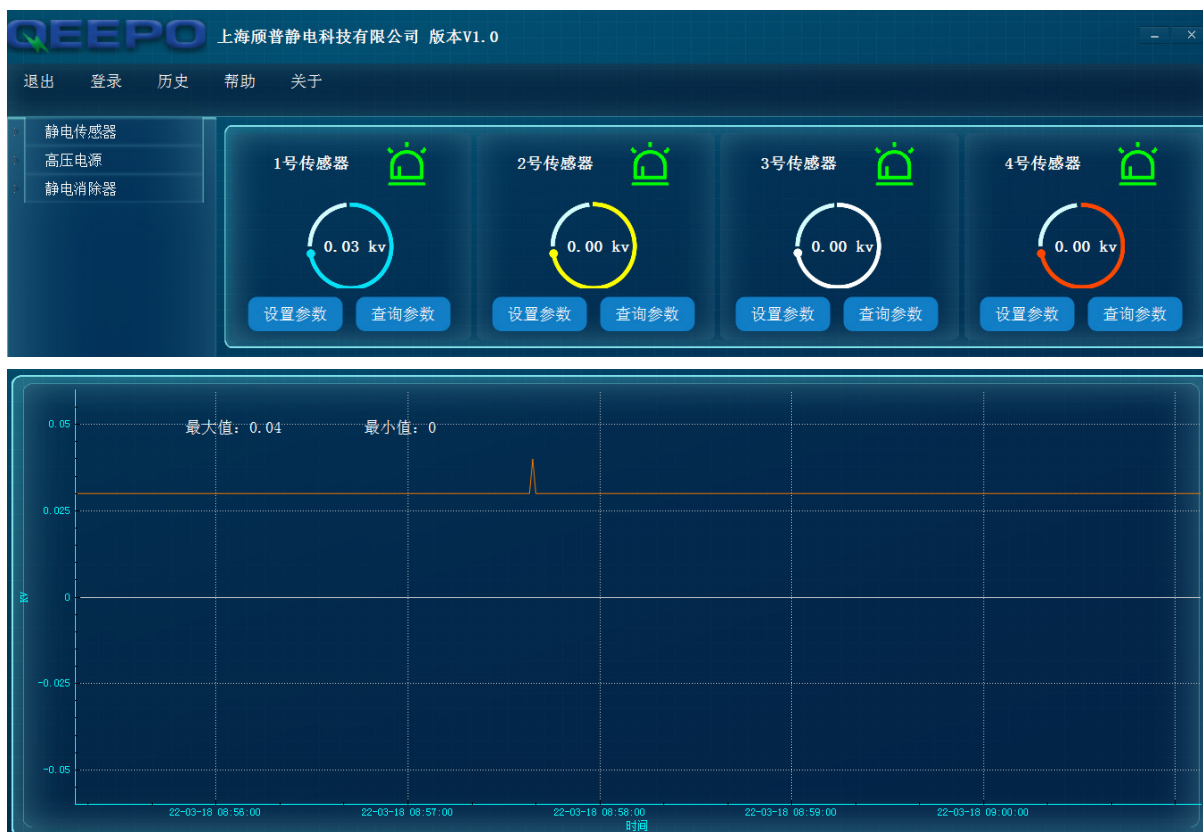 QEEPO 上海颀普静电科技有限公司 版本V1.0
退出 登录 历史 帮助 关于
静电传感器
高压电源
静电消除器
1号传感器 2号传感器 3号传感器 4号传感器
0.03 kv 0.00 kv 0.00 kv 0.00 kv
设置参数 查询参数 设置参数 查询参数 设置参数 查询参数 设置参数 查询参数
最大值: 0.04 最小值: 0
0.05
0.025
0
KV
-0.025
-0.05
22-03-18 08:56:00 22-03-18 08:57:00 22-03-18 08:58:00 22-03-18 08:59:00 22-03-18 09:00:00
时间